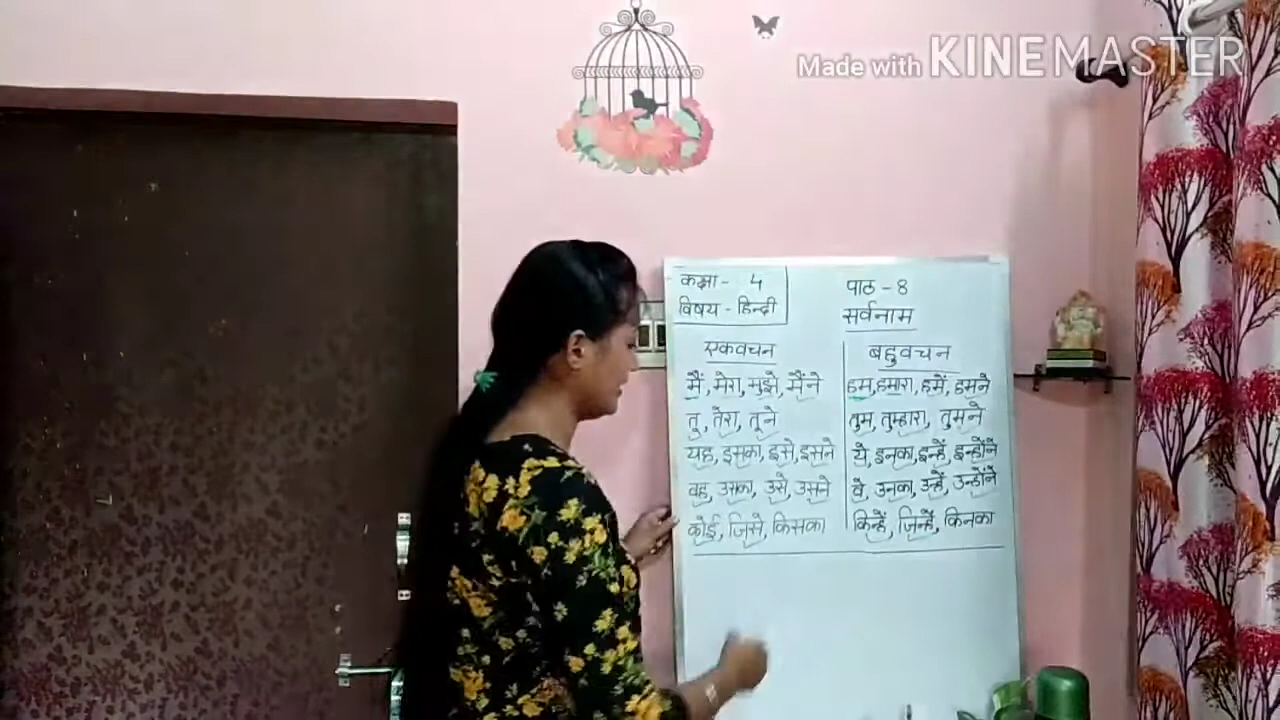 Made with KINEMASTER
कक्षा - 4
विषय - हिन्दी
पाठ - 8
सर्वनाम
एकवचन
बहुवचन
मैं, मेरा, मुझे, मैंने
हम, हमारा, हमें, हमने
तू, तेरा, तूने
तुम, तुम्हारा, तुमने
यह, इसका, इसे, इसने
ये, इनका, इन्हें, इन्होंने
वह, उसका, उसे, उसने
वे, उनका, उन्हें, उन्होंने
कोई, जिसे, किसका
किन्हें, जिन्हें, किनका